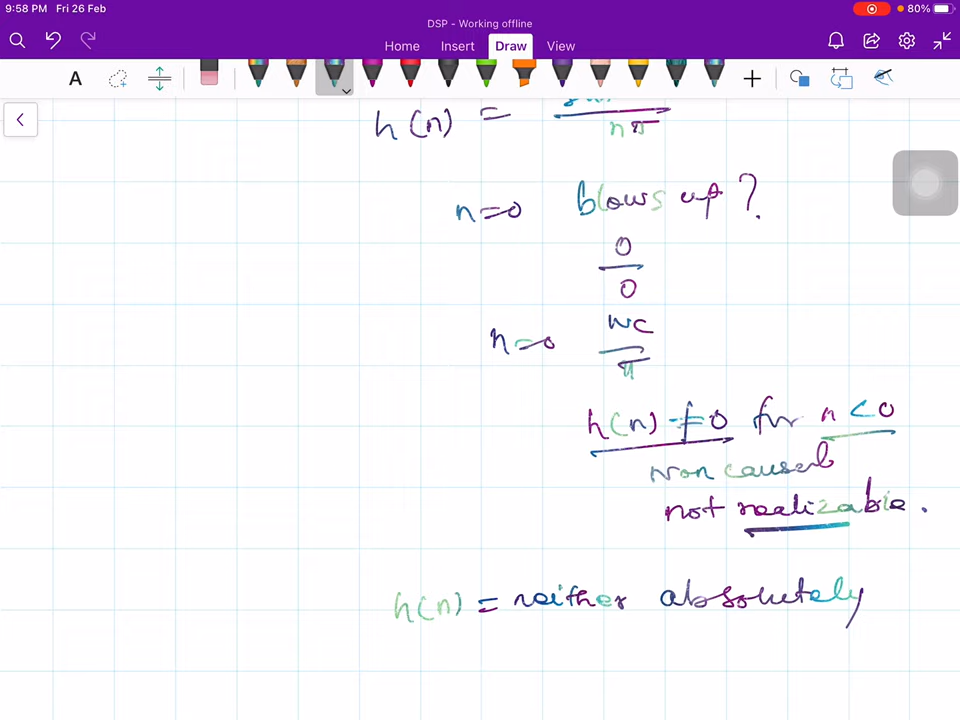 9:58 PM Fri 26 Feb
80%
DSP - Working offline
Home Insert Draw View
A
h(n) =
nπ
n=0 blows up ?
0
0
n=0 wc
π
h(n) ≠ 0 for n < 0
Non causal
not realizable .
h(n) = neither absolutely